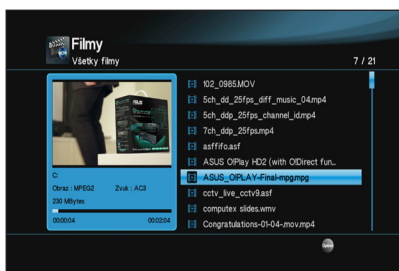 Filmy
Všetky filmy
7 / 21
102_0985.MOV
5ch_dd_25fps_diff_music_04.mp4
5ch_ddp_25fps_channel_id.mp4
7ch_ddp_25fps.mp4
asffifo.asf
ASUS O!Play HD2 (with O!Direct fun...
ASUS_O!PLAY-Final-mpg.mpg
cctv_live_cctv9.asf
computex slides.wmv
Congratulations-01-04-.mov.mp4
C:
Obraz : MPEG2 Zvuk : AC3
230 MBytes
00:00:04 00:02:04